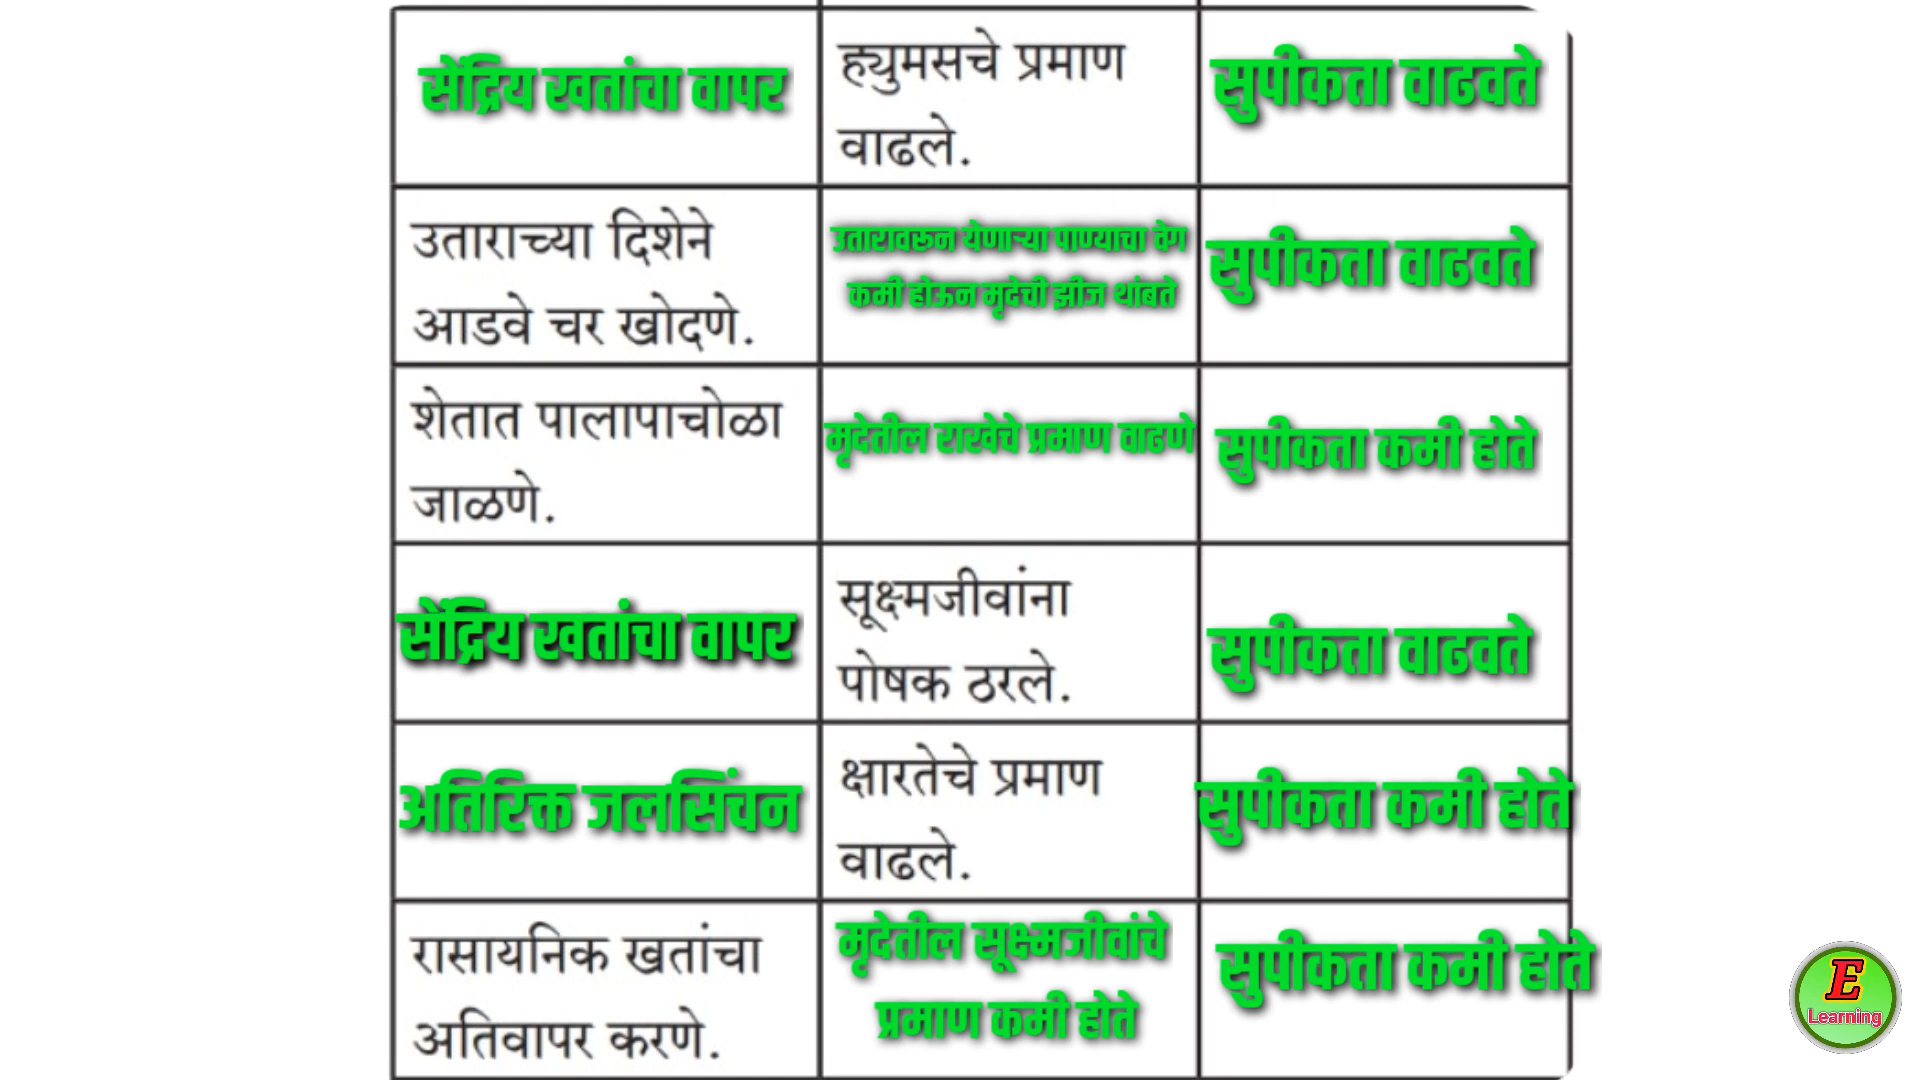 सेंद्रिय खतांचा वापर
ह्युमसचे प्रमाण
वाढले.
सुपीकता वाढवते
उताराच्या दिशेने
आडवे चर खोदणे.
उतारावरून येणाऱ्या पाण्याचा वेग
कमी होऊन मृदेची झीज थांबते
सुपीकता वाढवते
शेतात पालापाचोळा
जाळणे.
मृदेतील राखेचे प्रमाण वाढणे
सुपीकता कमी होते
सेंद्रिय खतांचा वापर
सूक्ष्मजीवांना
पोषक ठरले.
सुपीकता वाढवते
अतिरिक्त जलसिंचन
क्षारतेचे प्रमाण
वाढले.
सुपीकता कमी होते
रासायनिक खतांचा
अतिवापर करणे.
मृदेतील सूक्ष्मजीवांचे
प्रमाण कमी होते
सुपीकता कमी होते
E
Learning